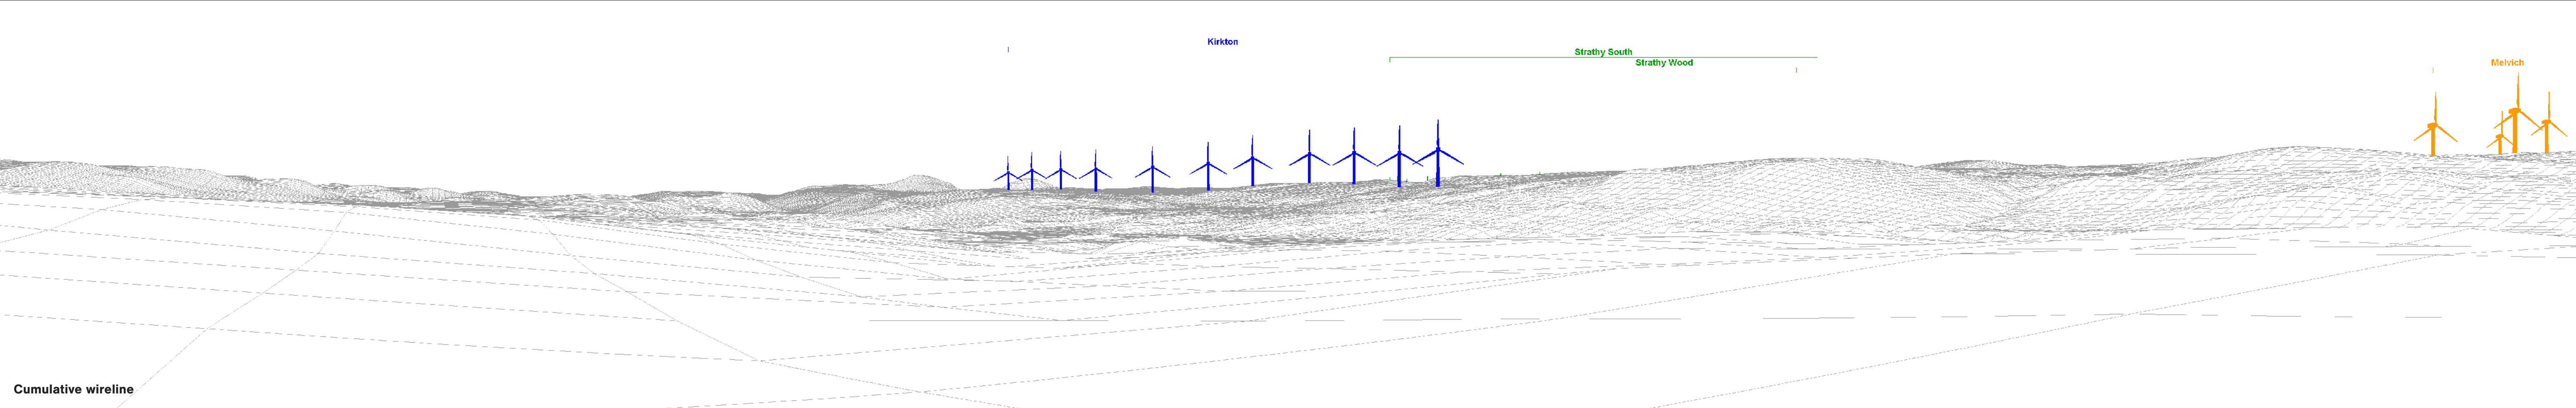 Kirkton
Strathy South
Strathy Wood
Melvich
Cumulative wireline